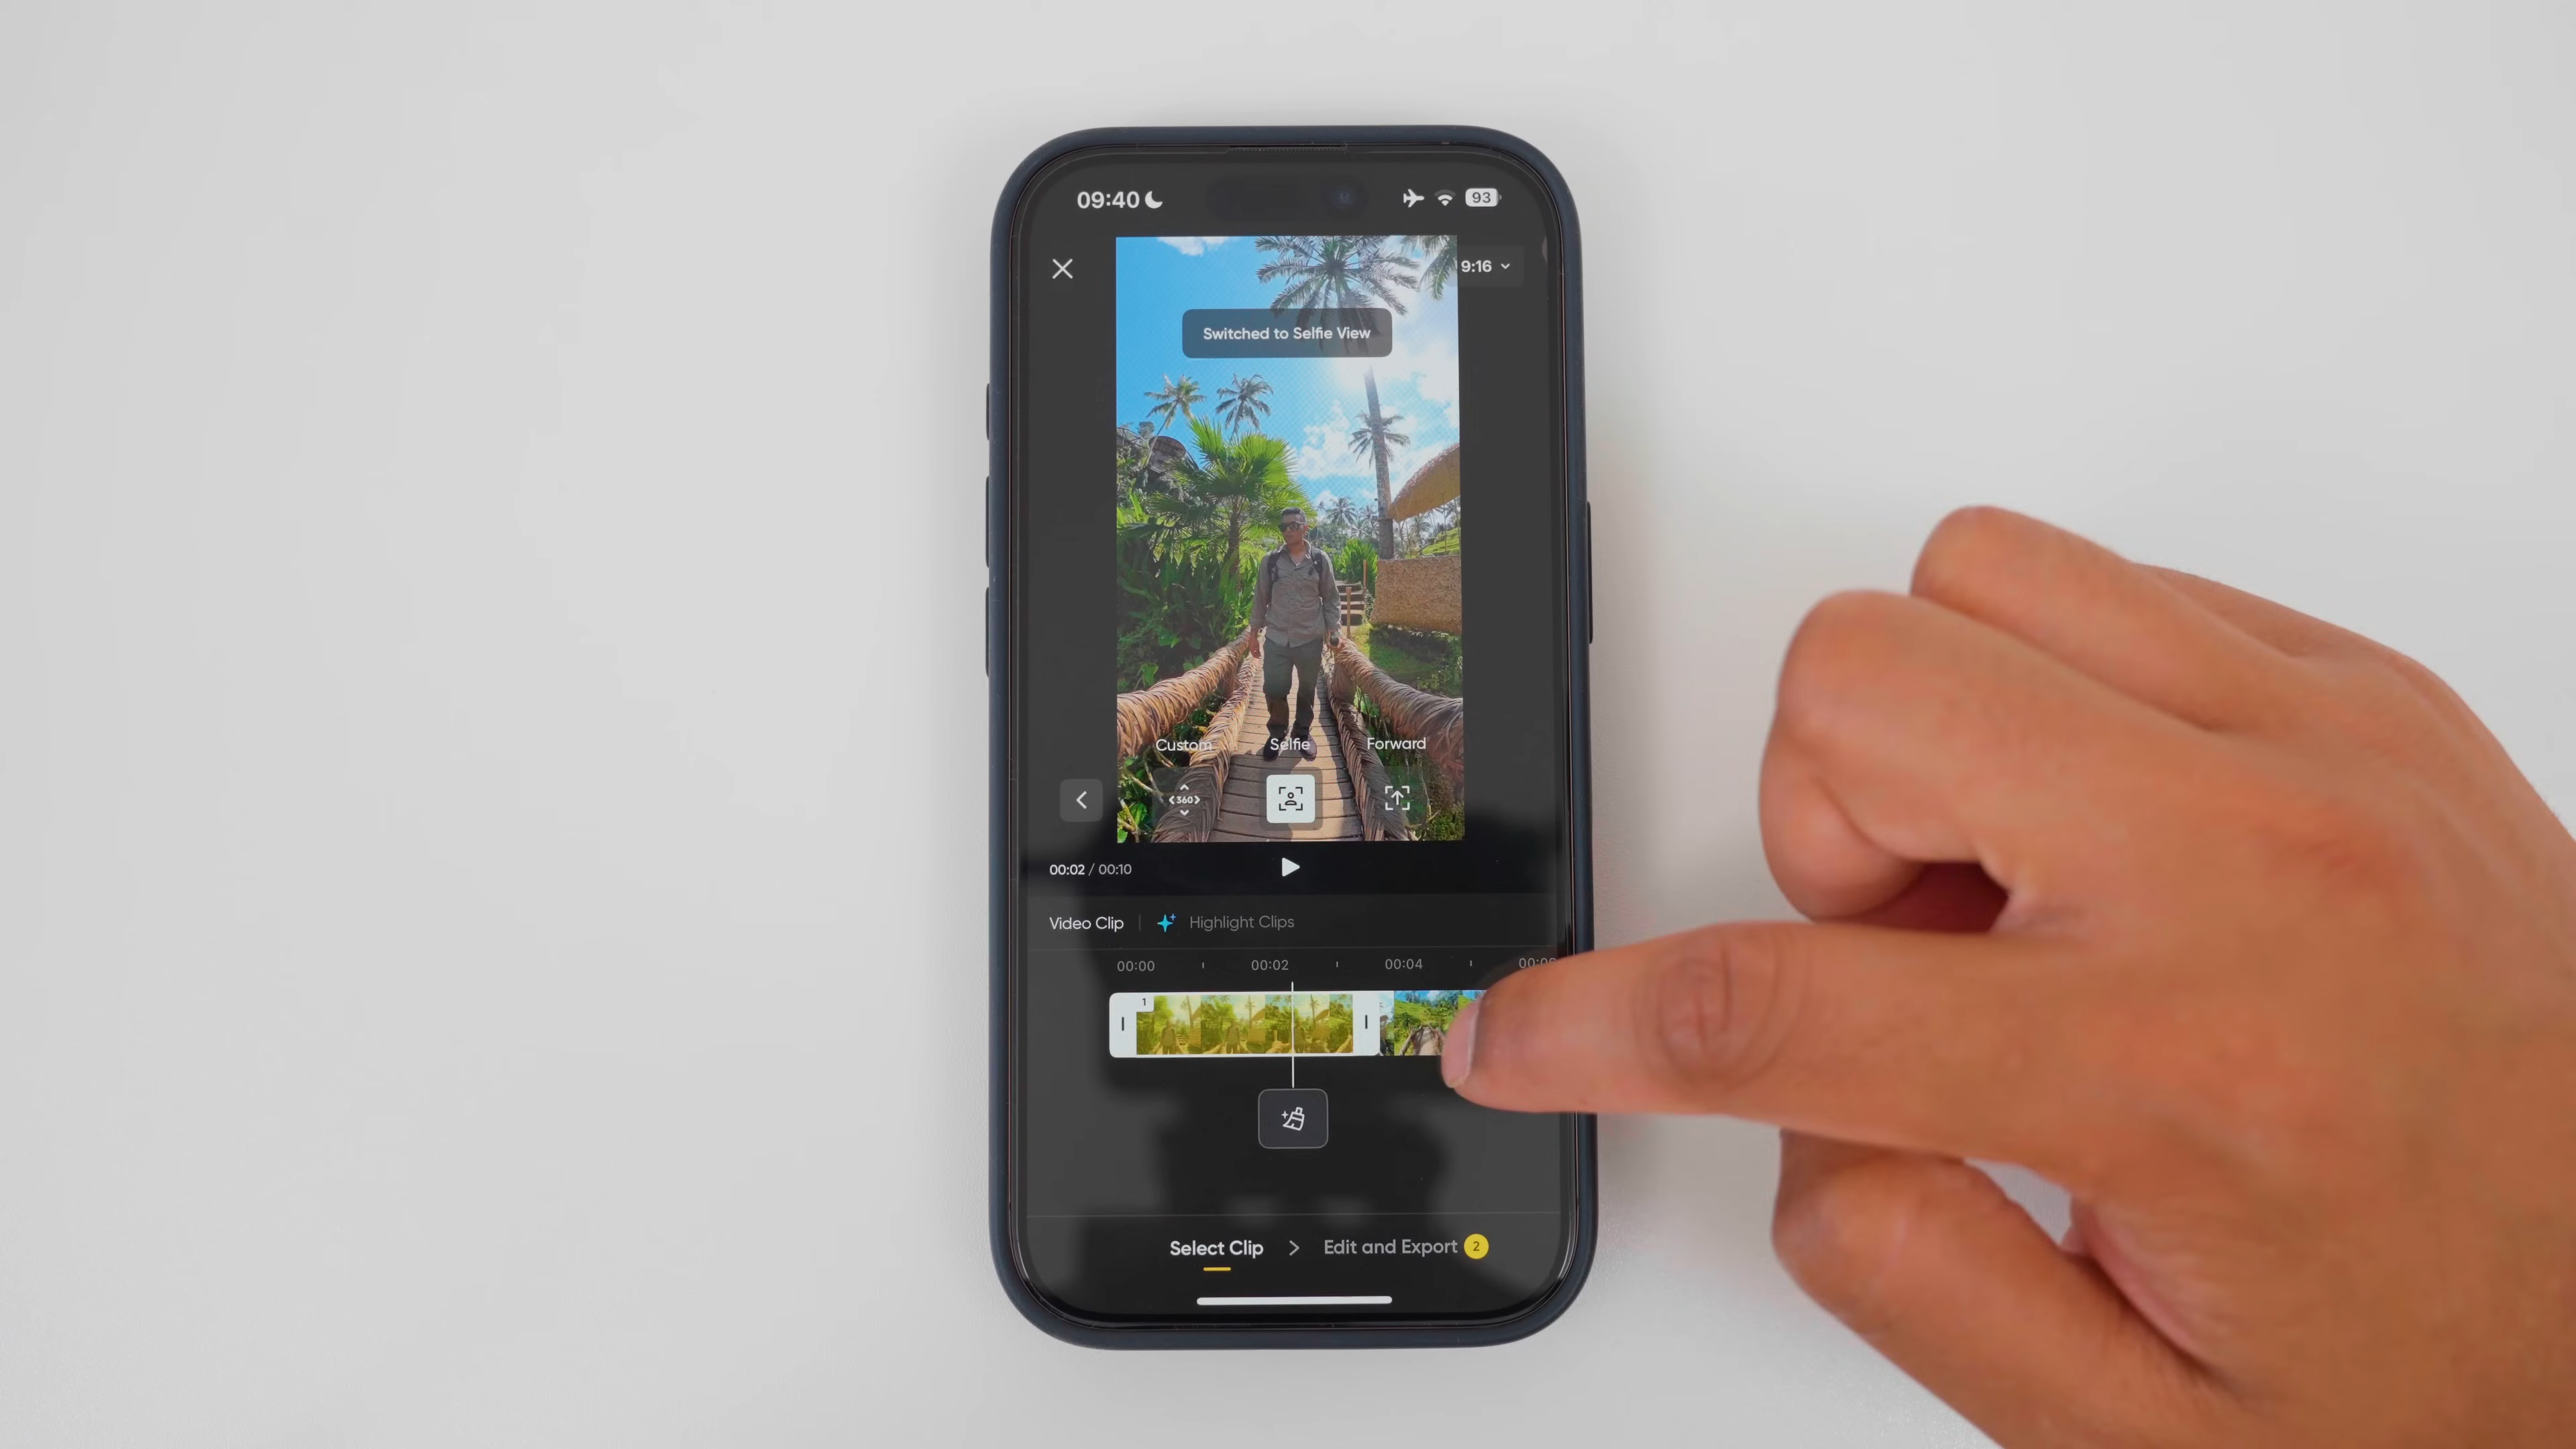 09:40
93
9:16
Switched to Selfie View
Custom Selfie Forward
360
00:02 / 00:10
Video Clip Highlight Clips
00:00 00:02 00:04
1
Select Clip > Edit and Export 2